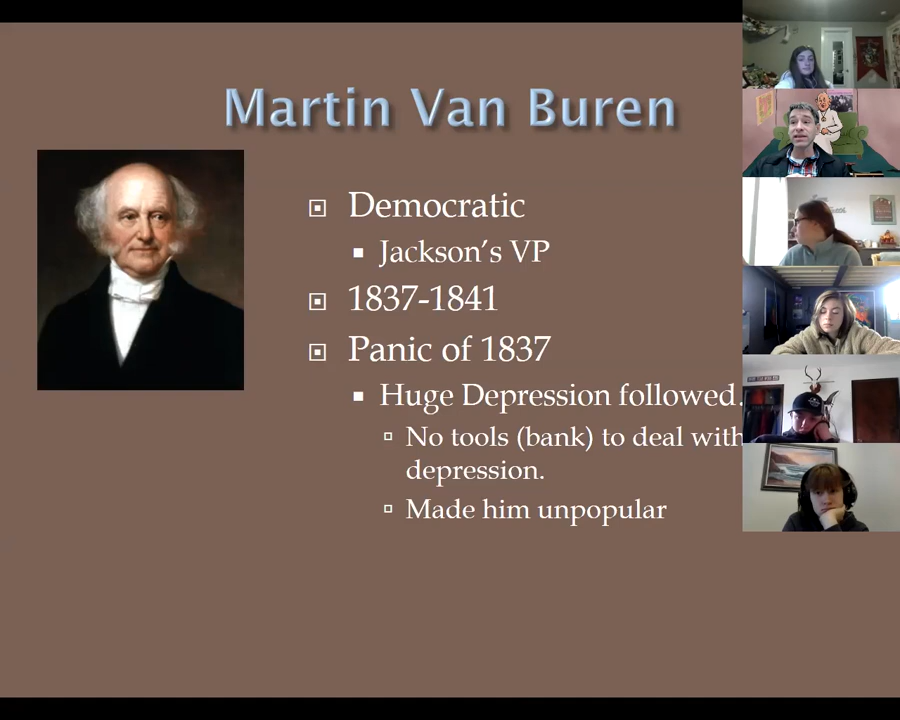 Martin Van Buren
Democratic
Jackson's VP
1837-1841
Panic of 1837
Huge Depression followed.
No tools (bank) to deal with
depression.
Made him unpopular